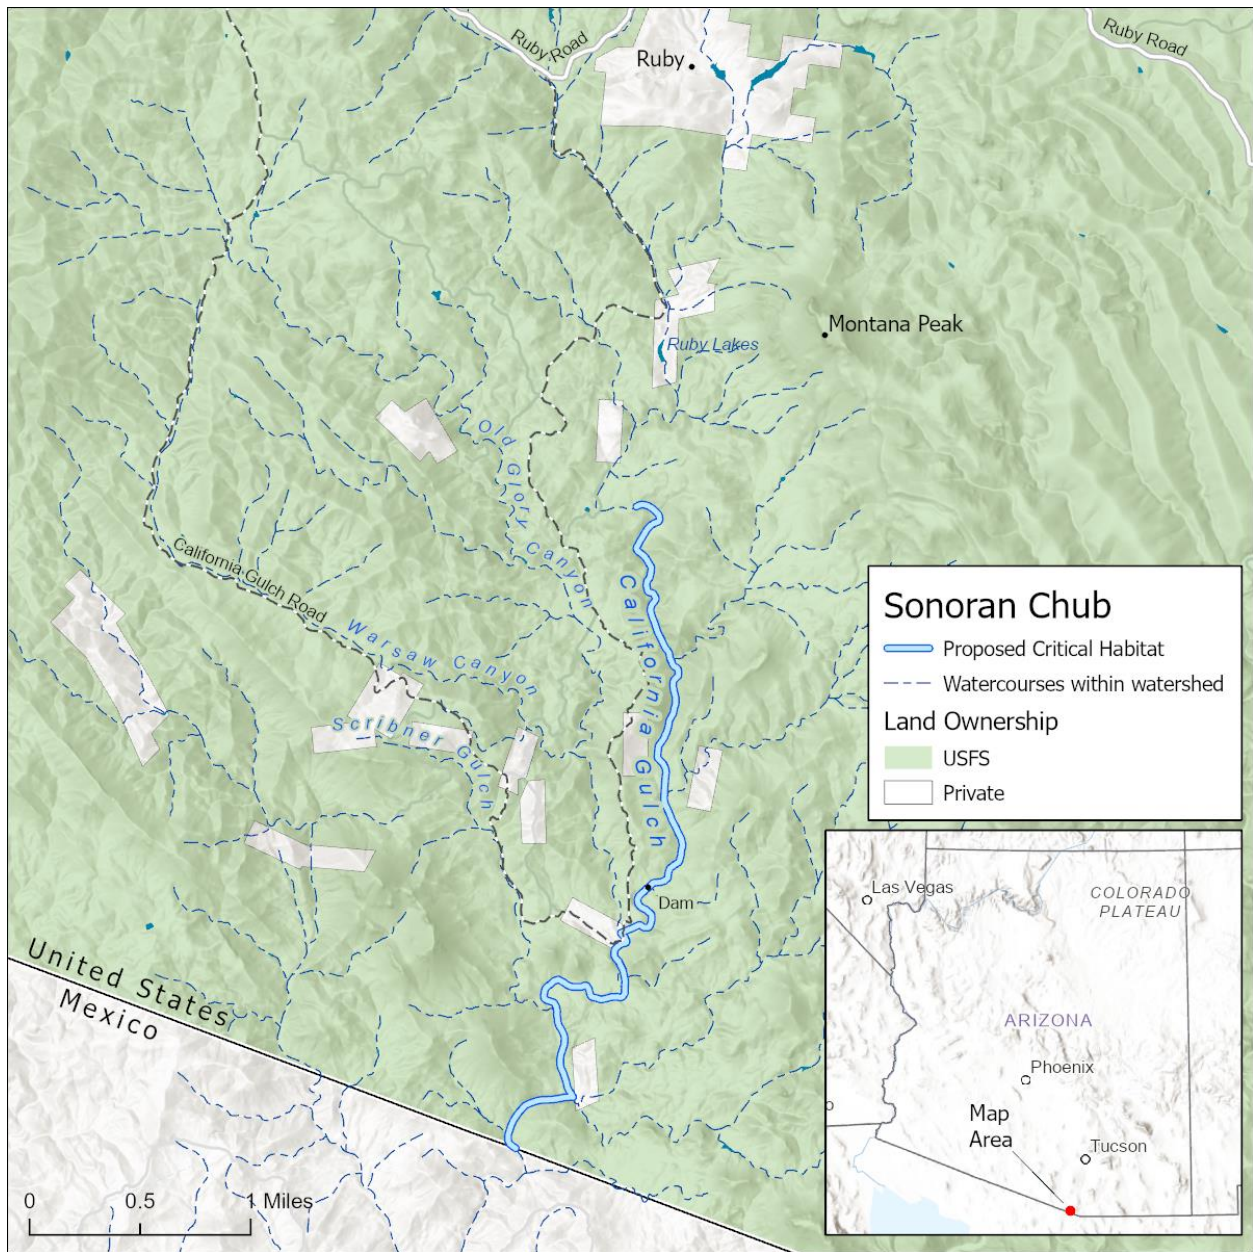 Ruby Road
Ruby Road
Ruby
Montana Peak
Ruby Lakes
Old Glory Canyon
California Gulch Road
California Gulch
Warsaw Canyon
Scribner Gulch
Dam
United States
Mexico
0 0.5 1 Miles
Sonoran Chub
Proposed Critical Habitat
Watercourses within watershed
Land Ownership
USFS
Private
Las Vegas
COLORADO
PLATEAU
ARIZONA
Phoenix
Map
Area
Tucson